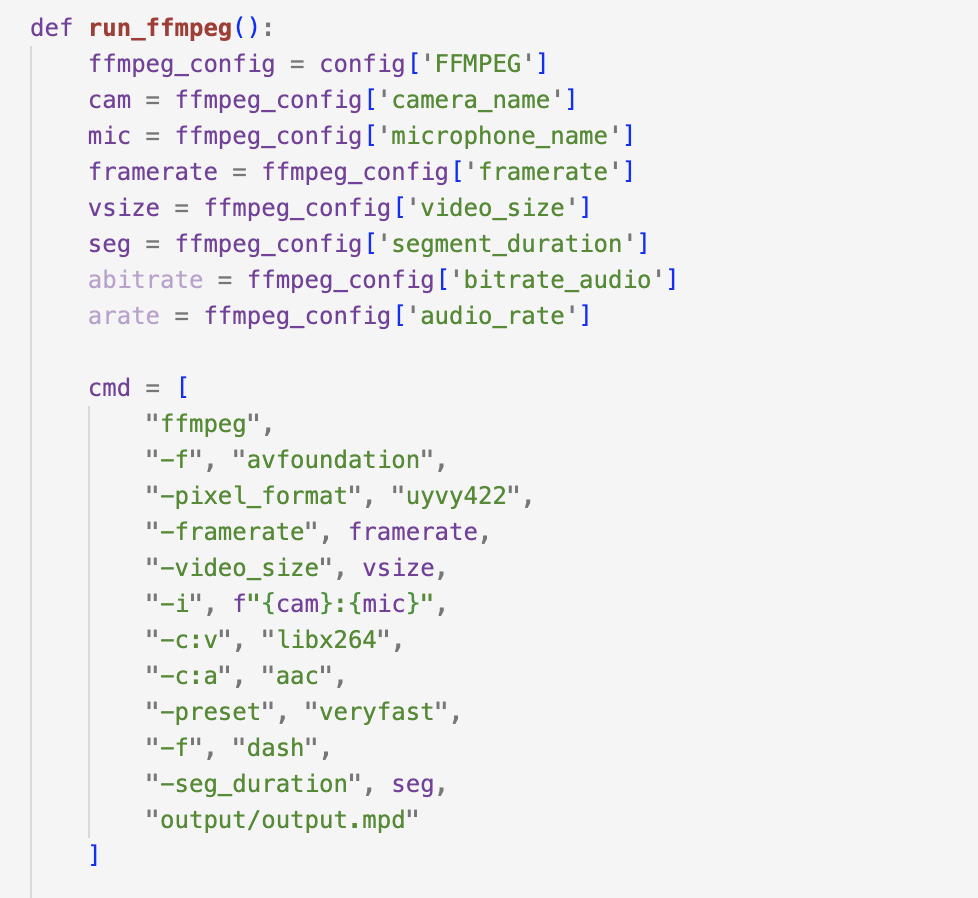 def run_ffmpeg():
    ffmpeg_config = config['FFMPEG']
    cam = ffmpeg_config['camera_name']
    mic = ffmpeg_config['microphone_name']
    framerate = ffmpeg_config['framerate']
    vsize = ffmpeg_config['video_size']
    seg = ffmpeg_config['segment_duration']
    abitrate = ffmpeg_config['bitrate_audio']
    arate = ffmpeg_config['audio_rate']

    cmd = [
        "ffmpeg",
        "-f", "avfoundation",
        "-pixel_format", "uyvy422",
        "-framerate", framerate,
        "-video_size", vsize,
        "-i", f"{cam}:{mic}",
        "-c:v", "libx264",
        "-c:a", "aac",
        "-preset", "veryfast",
        "-f", "dash",
        "-seg_duration", seg,
        "output/output.mpd"
    ]